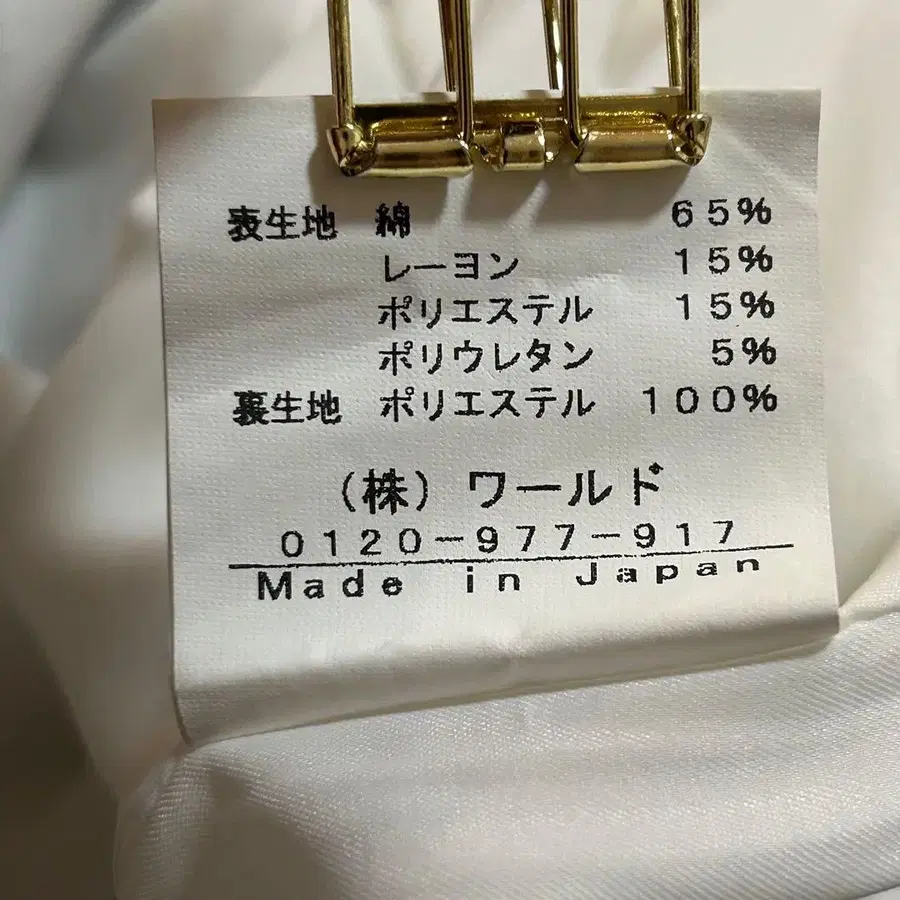 表生地 綿 65%
レーヨン 15%
ポリエステル 15%
ポリウレタン 5%
裏生地 ポリエステル 100%
(株) ワールド
0120-977-917
Made in Japan